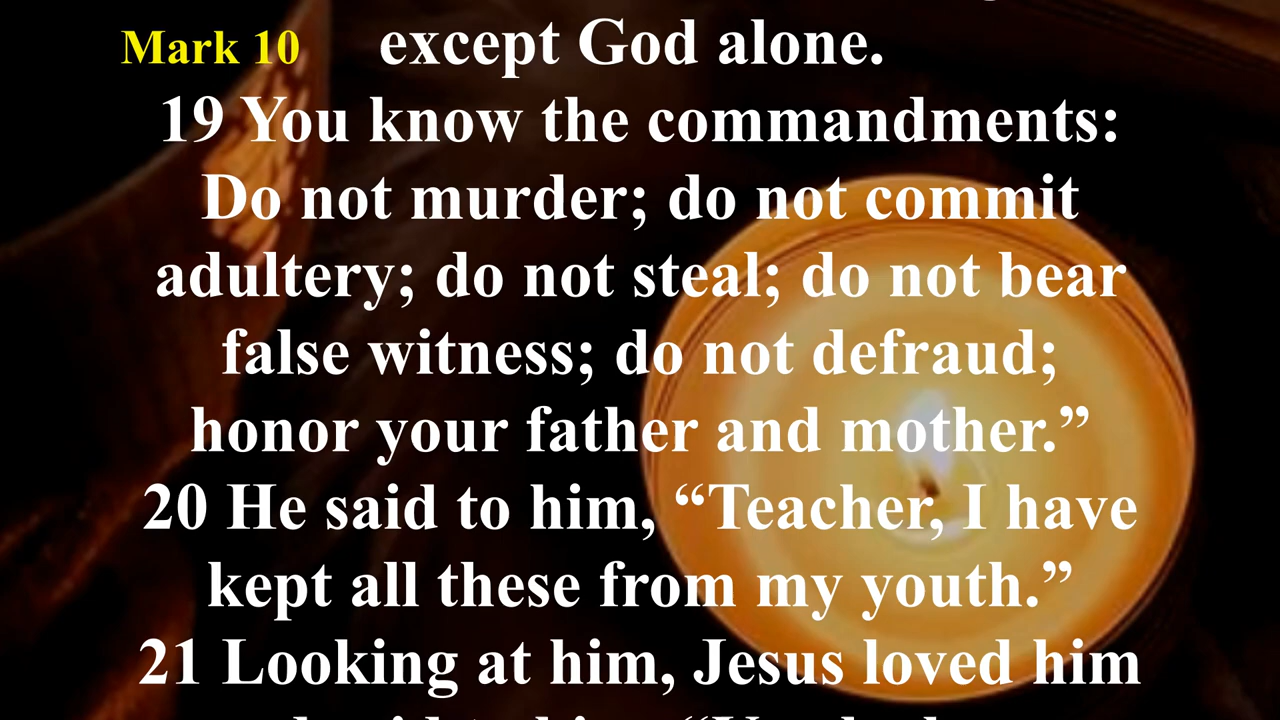 Mark 10
except God alone.
19 You know the commandments:
Do not murder; do not commit
adultery; do not steal; do not bear
false witness; do not defraud;
honor your father and mother.”
20 He said to him, “Teacher, I have
kept all these from my youth.”
21 Looking at him, Jesus loved him